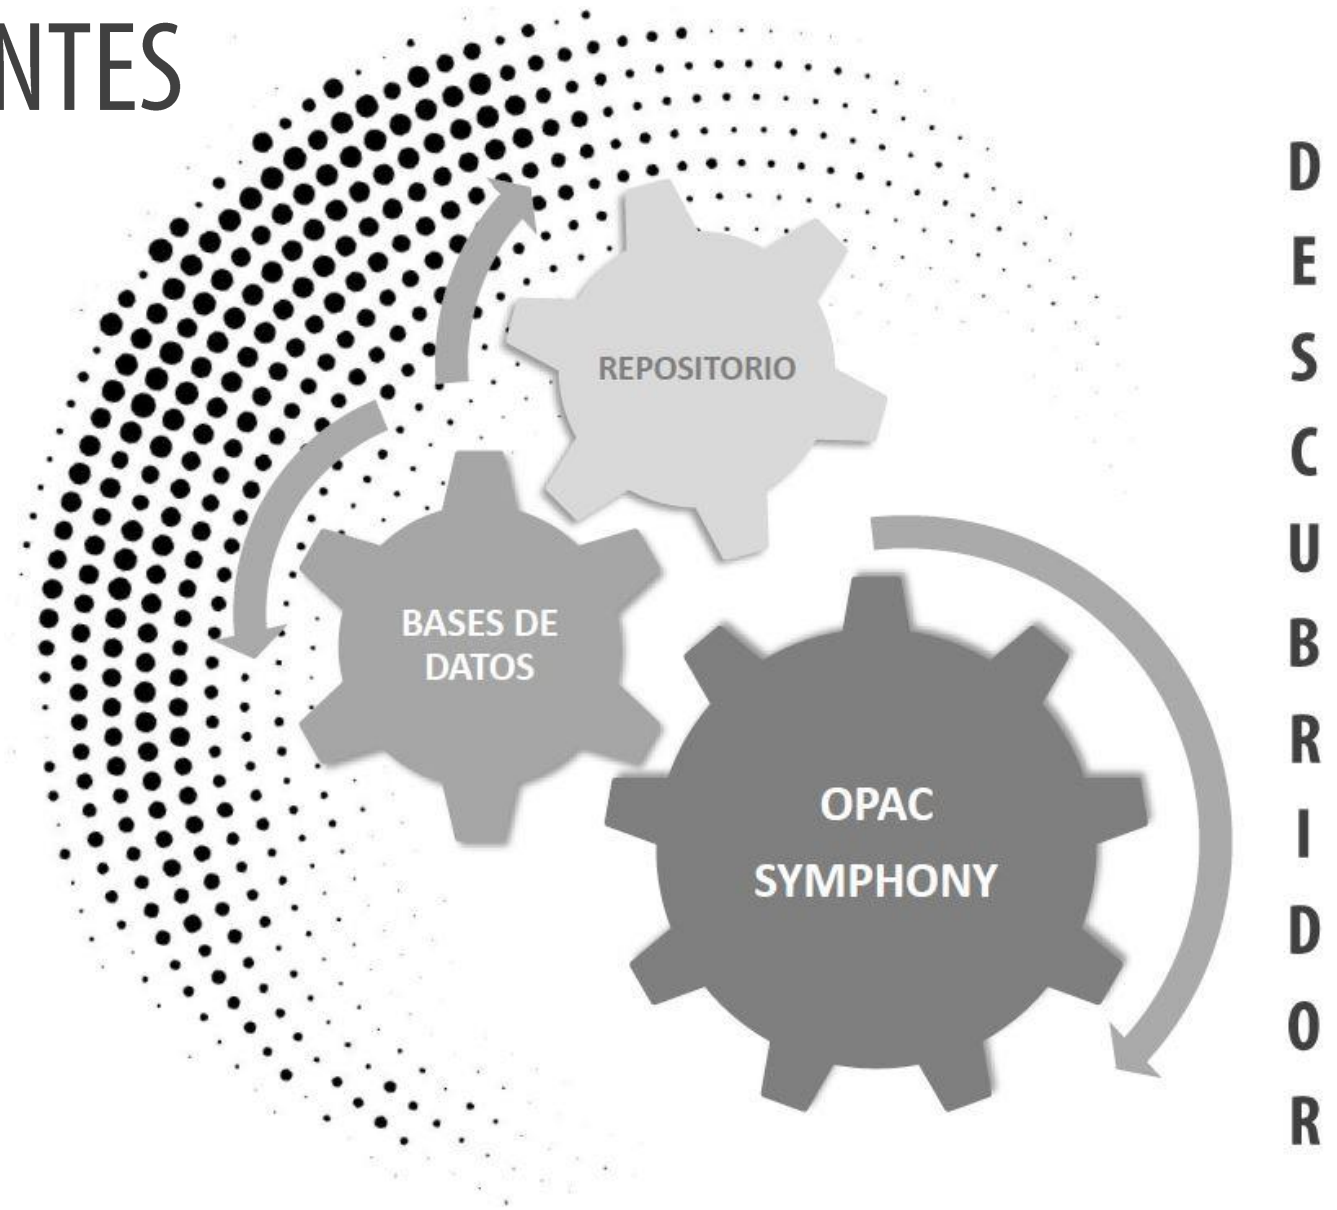 NTES
REPOSITORIO
BASES DE
DATOS
OPAC
SYMPHONY
D
E
S
C
U
B
R
I
D
O
R